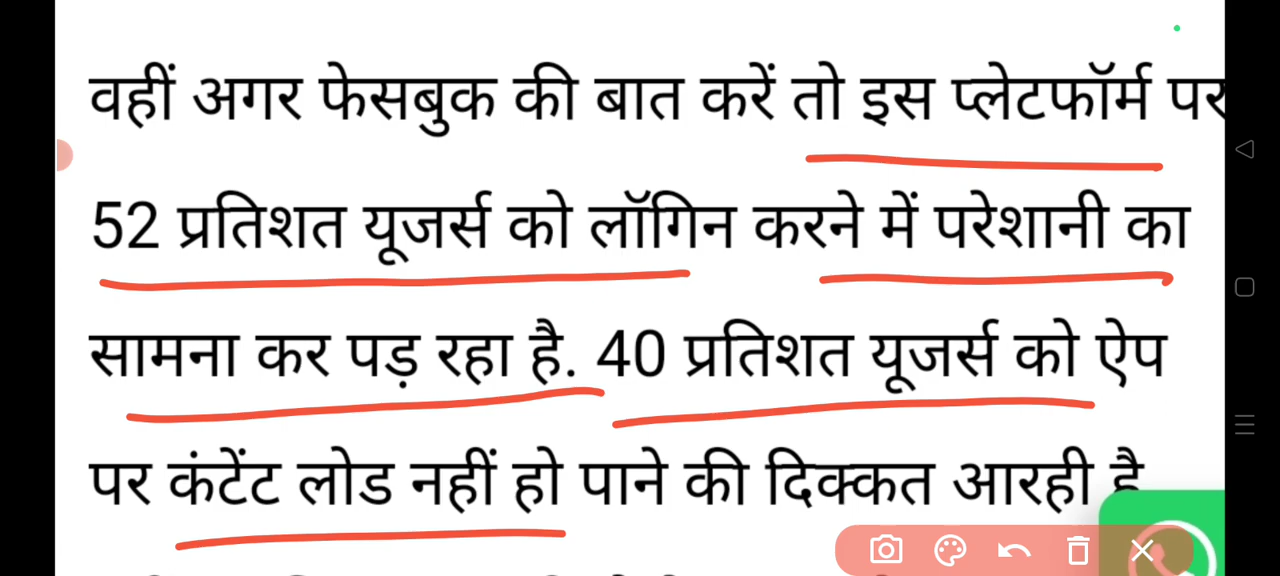 वहीं अगर फेसबुक की बात करें तो इस प्लेटफॉर्म पर
52 प्रतिशत यूजर्स को लॉगिन करने में परेशानी का
सामना कर पड़ रहा है. 40 प्रतिशत यूजर्स को ऐप
पर कंटेंट लोड नहीं हो पाने की दिक्कत आरही है